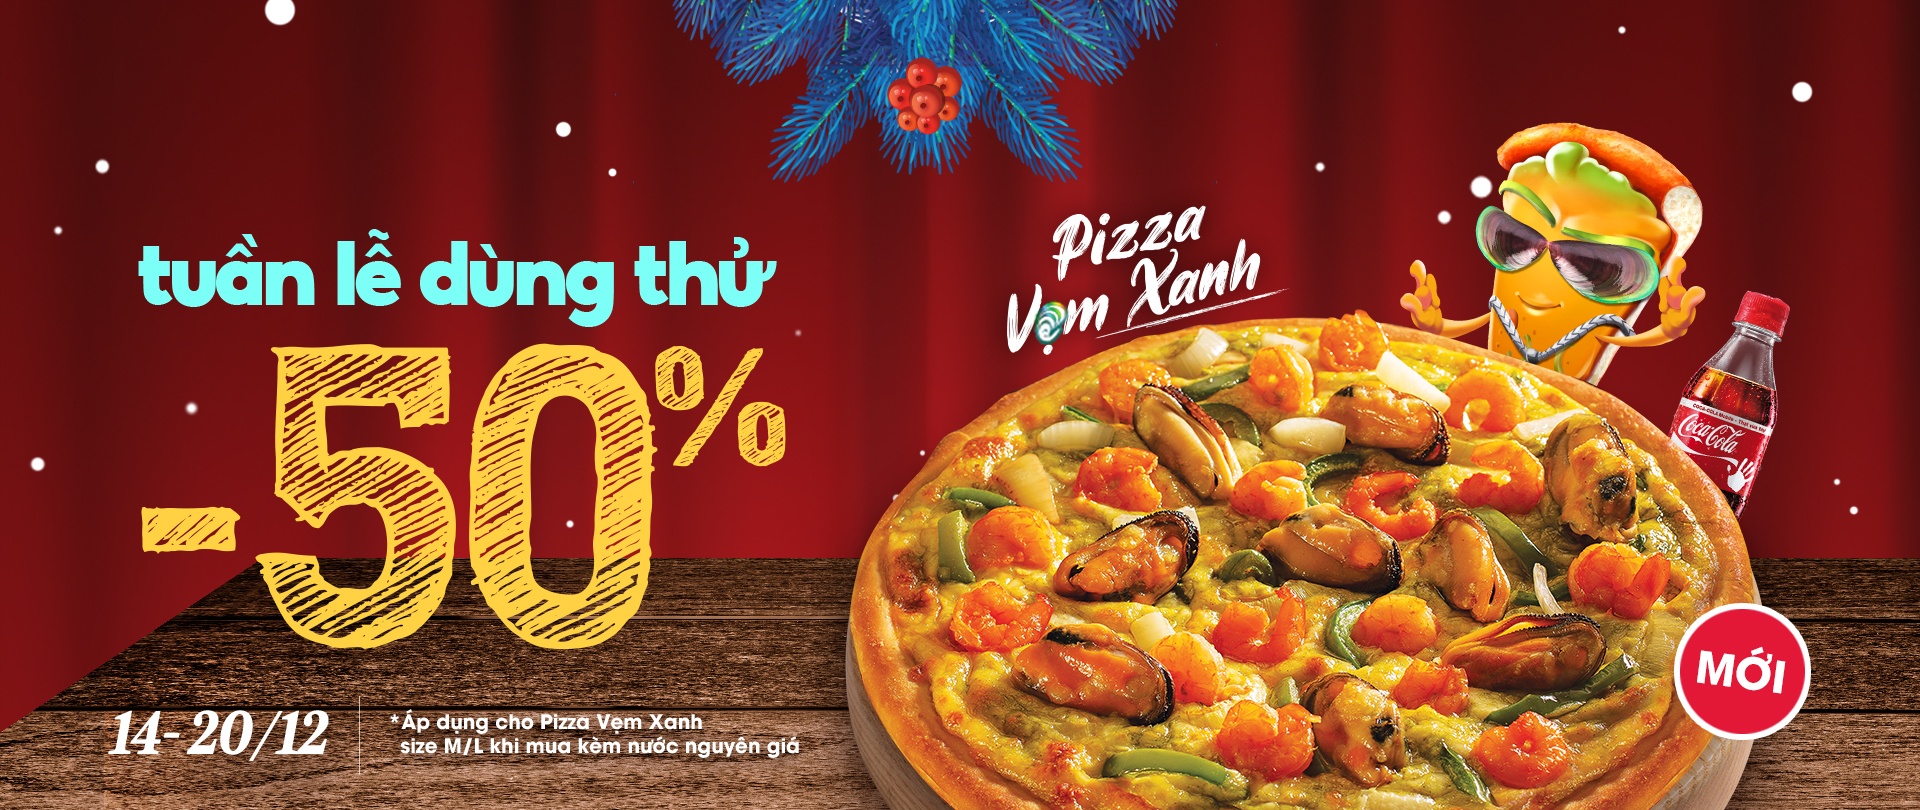 tuần lễ dùng thử
-50%
14-20/12
*Áp dụng cho Pizza Vẹm Xanh
size M/L khi mua kèm nước nguyên giá
Pizza
Vẹm Xanh
Coca-Cola
MỚI